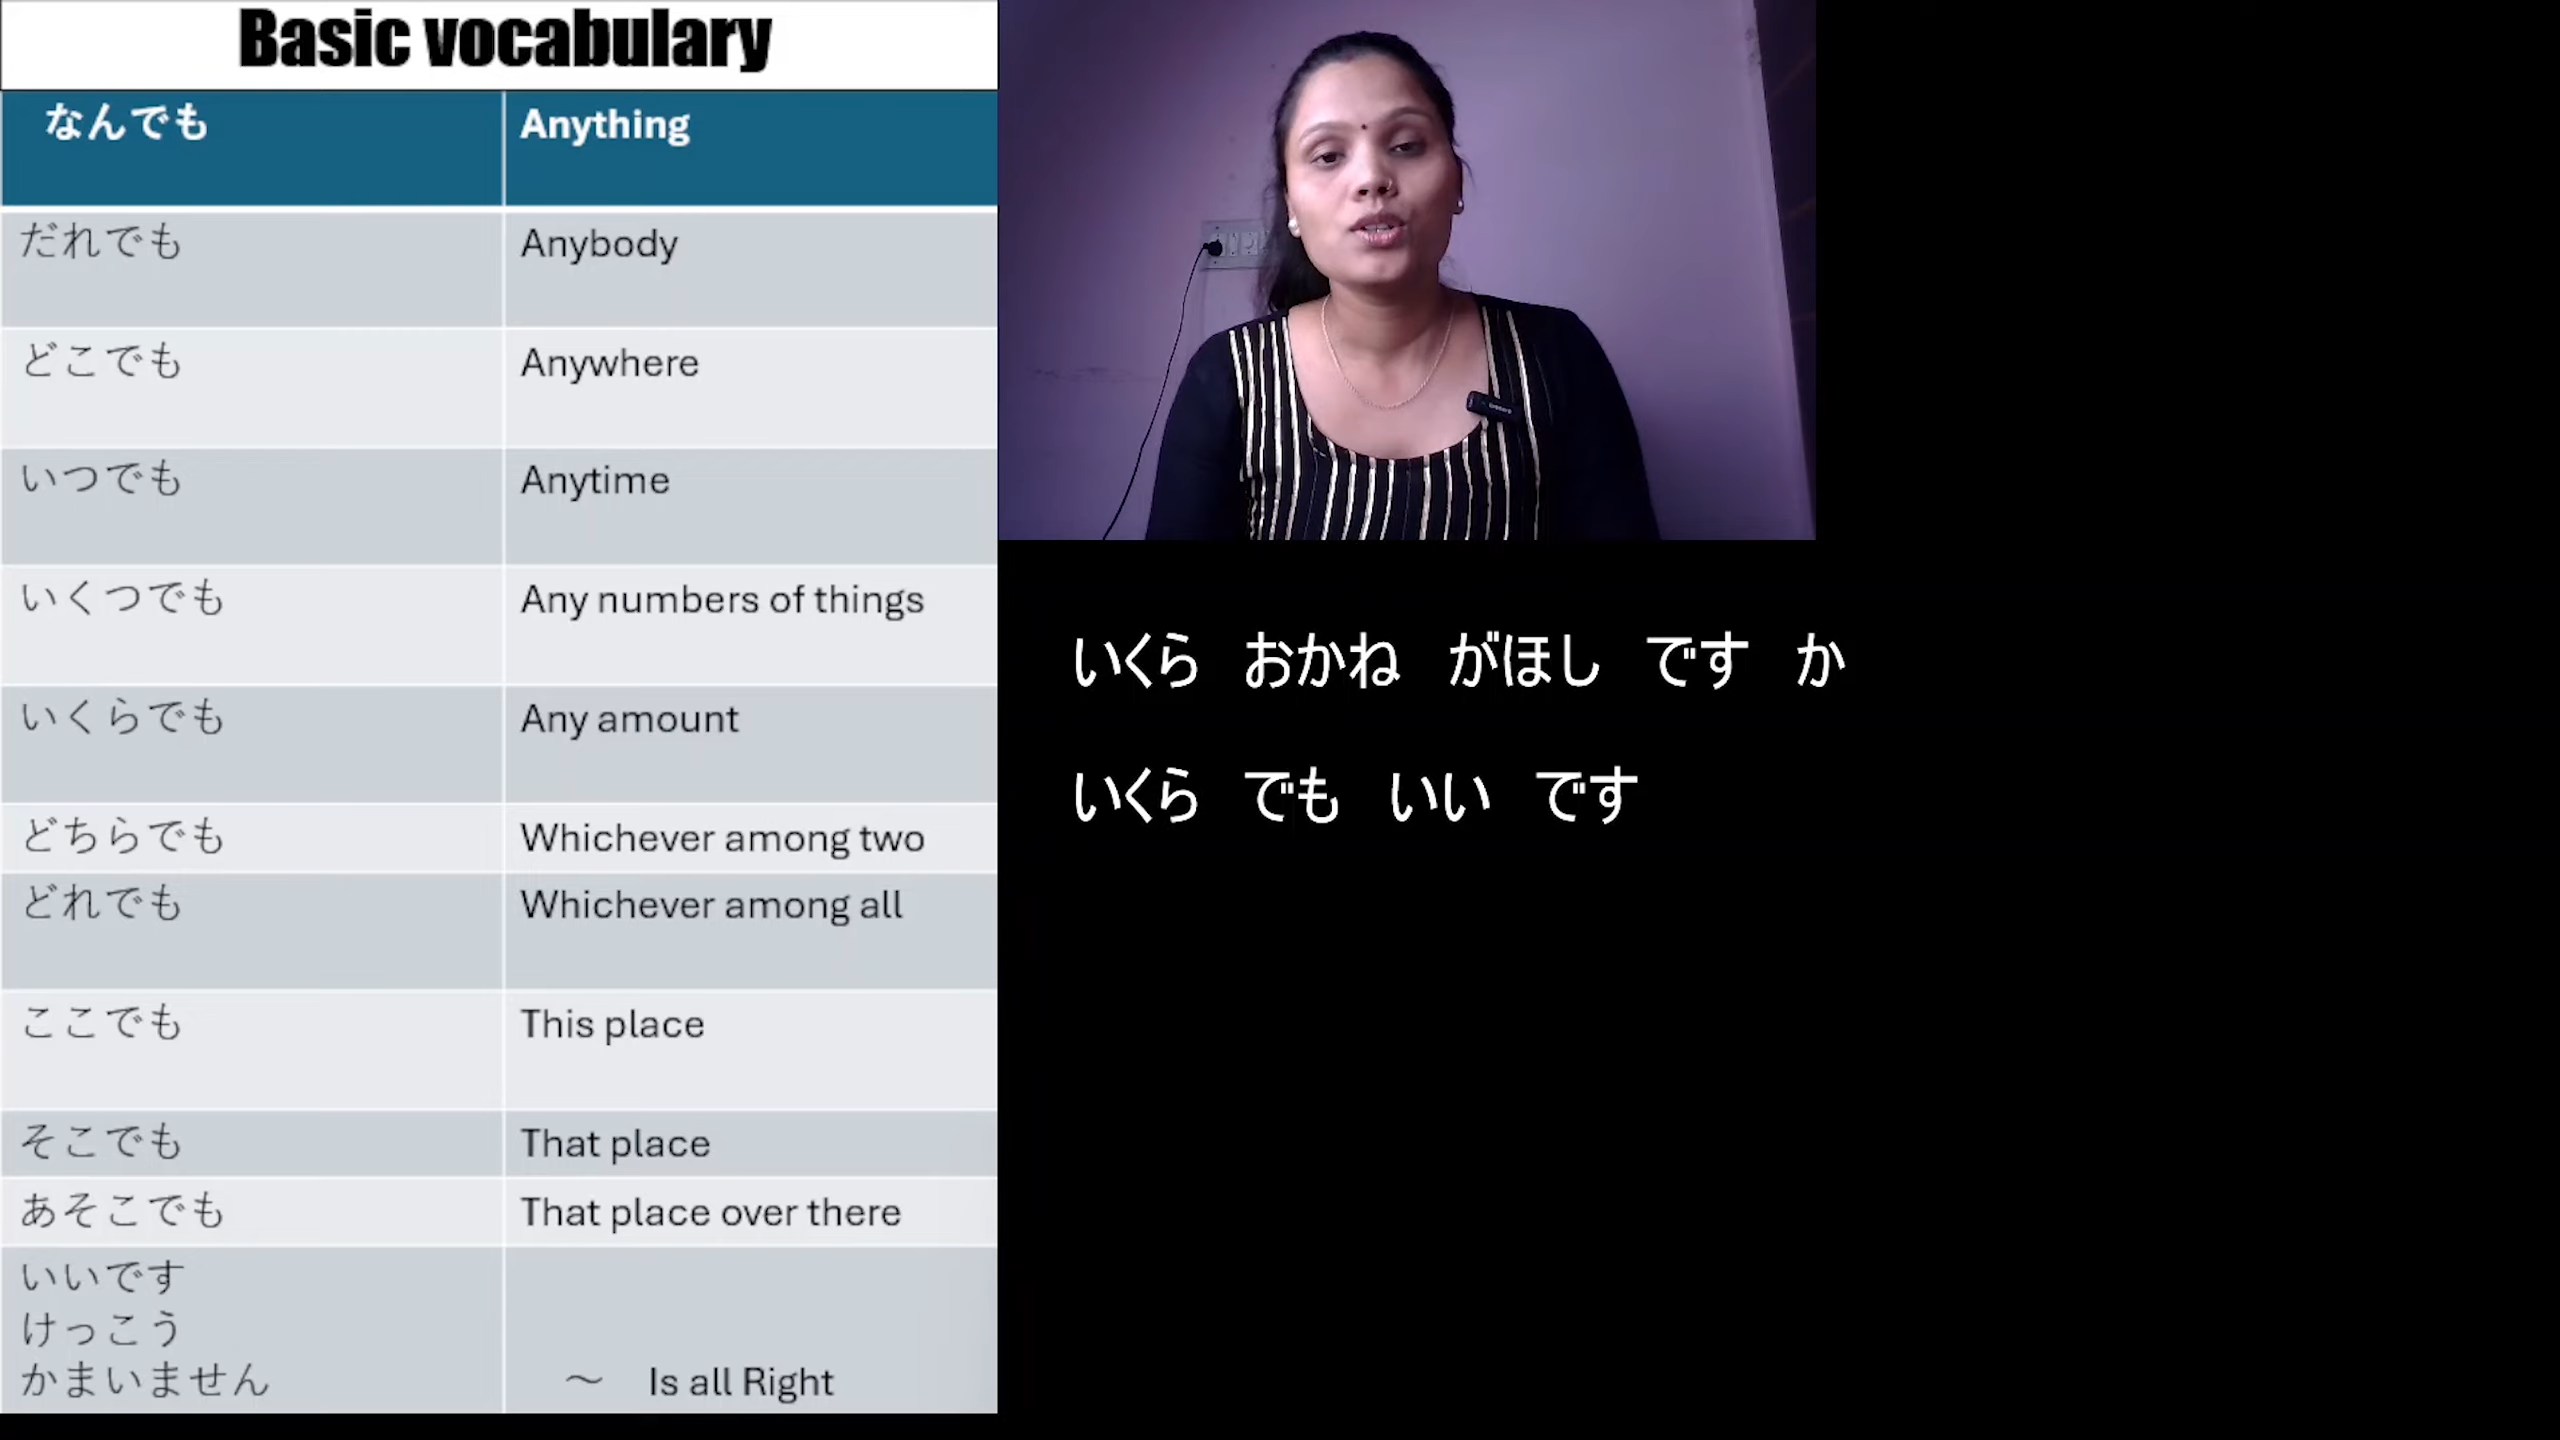 Basic vocabulary
なんでも Anything
だれでも Anybody
どこでも Anywhere
いつでも Anytime
いくつでも Any numbers of things
いくらでも Any amount
どちらでも Whichever among two
どれでも Whichever among all
ここでも This place
そこでも That place
あそこでも That place over there
いいです
けっこう
かまいません ～ Is all Right
いくら おかね がほし です か
いくら でも いい です